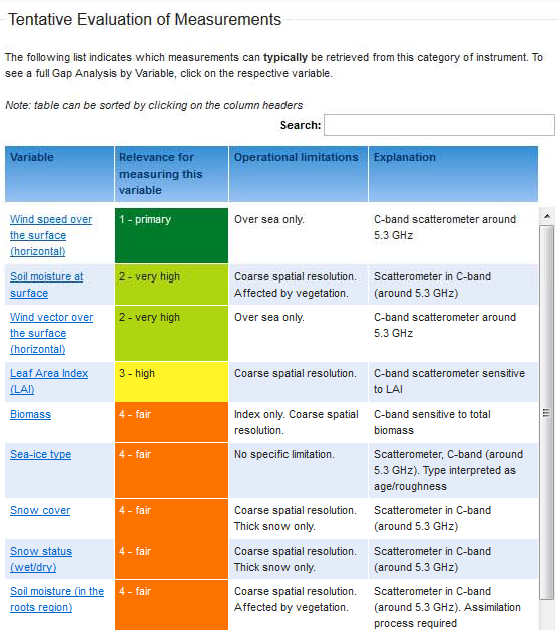 Tentative Evaluation of Measurements
The following list indicates which measurements can typically be retrieved from this category of instrument. To
see a full Gap Analysis by Variable, click on the respective variable.
Note: table can be sorted by clicking on the column headers
Search:
Variable
Relevance for
measuring this
variable
Operational limitations
Explanation
Wind speed over
the surface
(horizontal)
1 - primary
Over sea only.
C-band scatterometer around
5.3 GHz
Soil moisture at
surface
2 - very high
Coarse spatial resolution.
Affected by vegetation.
Scatterometer in C-band
(around 5.3 GHz)
Wind vector over
the surface
(horizontal)
2 - very high
Over sea only.
C-band scatterometer around
5.3 GHz
Leaf Area Index
(LAI)
3 - high
Coarse spatial resolution.
C-band scatterometer sensitive
to LAI
Biomass
4 - fair
Index only. Coarse spatial
resolution.
C-band sensitive to total
biomass
Sea-ice type
4 - fair
No specific limitation.
Scatterometer, C-band (around
5.3 GHz). Type interpreted as
age/roughness
Snow cover
4 - fair
Coarse spatial resolution.
Thick snow only.
Scatterometer in C-band
(around 5.3 GHz)
Snow status
(wet/dry)
4 - fair
Coarse spatial resolution.
Thick snow only.
Scatterometer in C-band
(around 5.3 GHz)
Soil moisture (in the
roots region)
4 - fair
Coarse spatial resolution.
Affected by vegetation.
Scatterometer in C-band
(around 5.3 GHz). Assimilation
process required